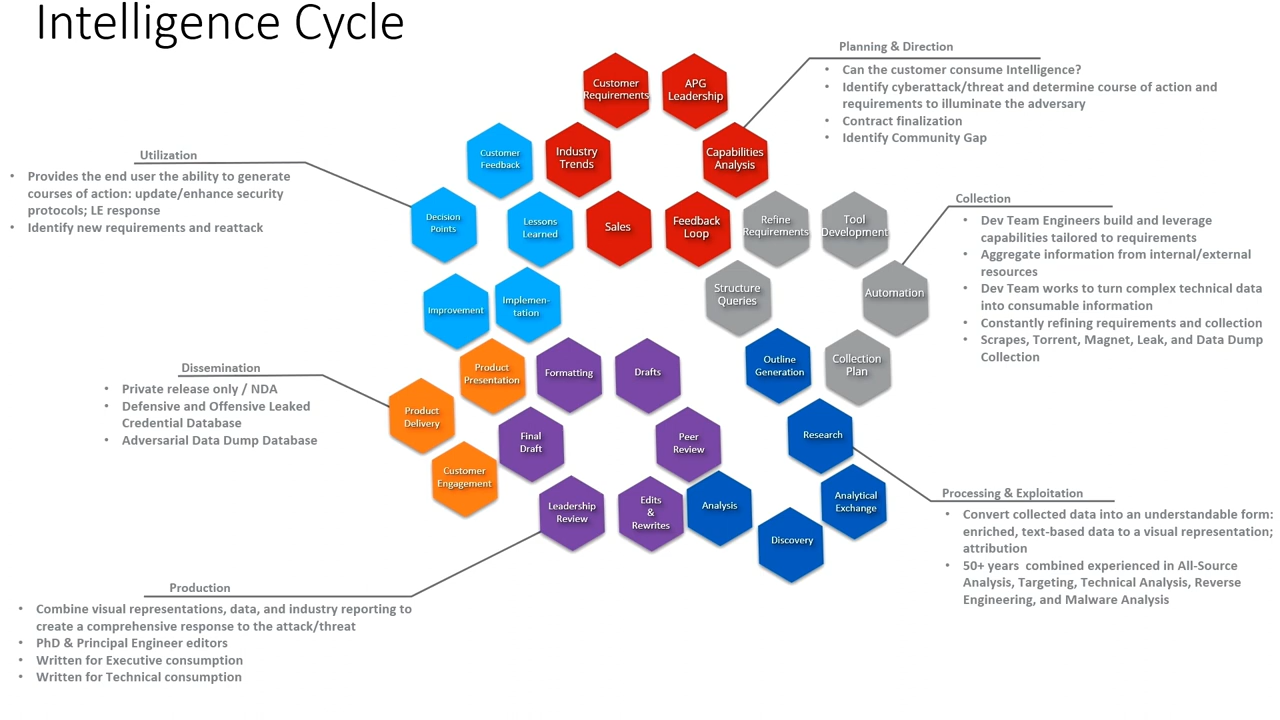 Intelligence Cycle
Planning & Direction
• Can the customer consume Intelligence?
• Identify cyberattack/threat and determine course of action and
requirements to illuminate the adversary
• Contract finalization
• Identify Community Gap
Customer
Requirements
APG
Leadership
Industry
Trends
Capabilities
Analysis
Sales
Feedback
Loop
Utilization
• Provides the end user the ability to generate
courses of action: update/enhance security
protocols; LE response
• Identify new requirements and reattack
Customer
Feedback
Decision
Points
Lessons
Learned
Improvement
Implemen-
tation
Collection
• Dev Team Engineers build and leverage
capabilities tailored to requirements
• Aggregate information from internal/external
resources
• Dev Team works to turn complex technical data
into consumable information
• Constantly refining requirements and collection
• Scrapes, Torrent, Magnet, Leak, and Data Dump
Collection
Refine
Requirements
Tool
Development
Structure
Queries
Automation
Collection
Plan
Dissemination
• Private release only / NDA
• Defensive and Offensive Leaked
Credential Database
• Adversarial Data Dump Database
Product
Presentation
Product
Delivery
Customer
Engagement
Formatting
Drafts
Final
Draft
Peer
Review
Leadership
Review
Edits
&
Rewrites
Outline
Generation
Research
Analytical
Exchange
Analysis
Discovery
Processing & Exploitation
• Convert collected data into an understandable form:
enriched, text-based data to a visual representation;
attribution
• 50+ years combined experienced in All-Source
Analysis, Targeting, Technical Analysis, Reverse
Engineering, and Malware Analysis
Production
• Combine visual representations, data, and industry reporting to
create a comprehensive response to the attack/threat
• PhD & Principal Engineer editors
• Written for Executive consumption
• Written for Technical consumption